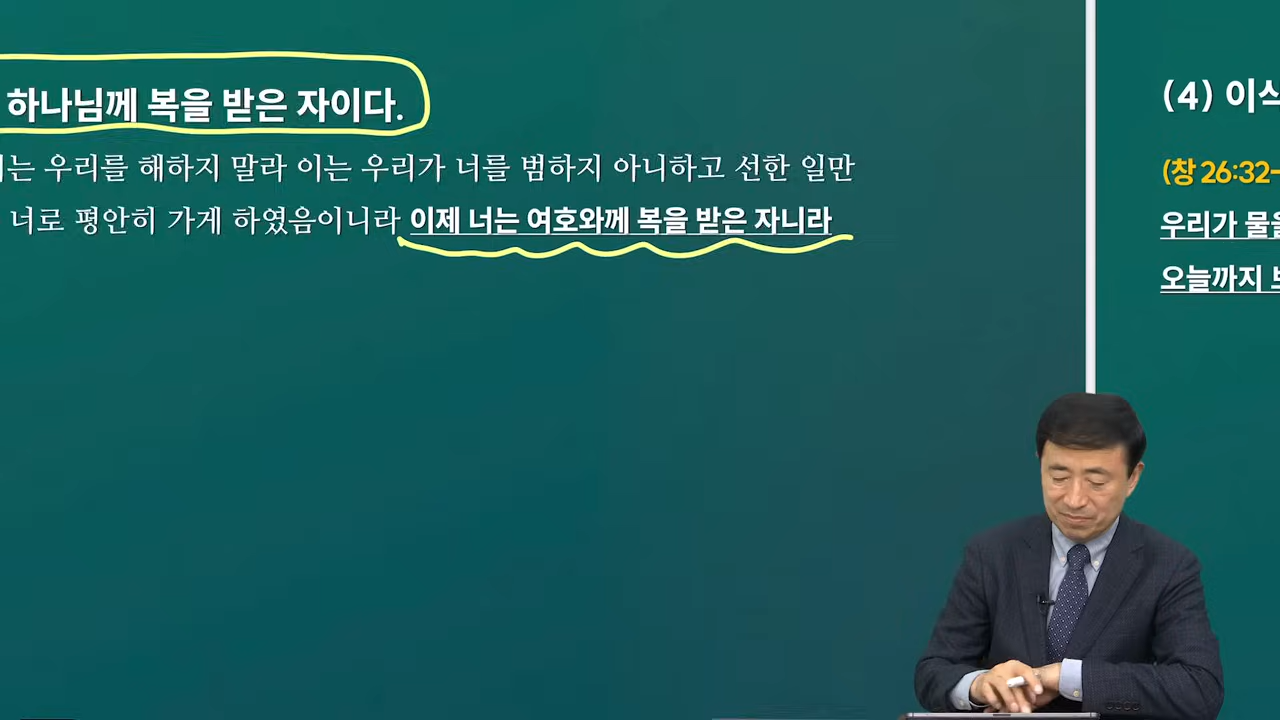 하나님께 복을 받은 자이다.
는 우리를 해하지 말라 이는 우리가 너를 범하지 아니하고 선한 일만
너로 평안히 가게 하였음이니라 이제 너는 여호와께 복을 받은 자니라
(4) 이삭
(창 26:32-
우리가 물을
오늘까지